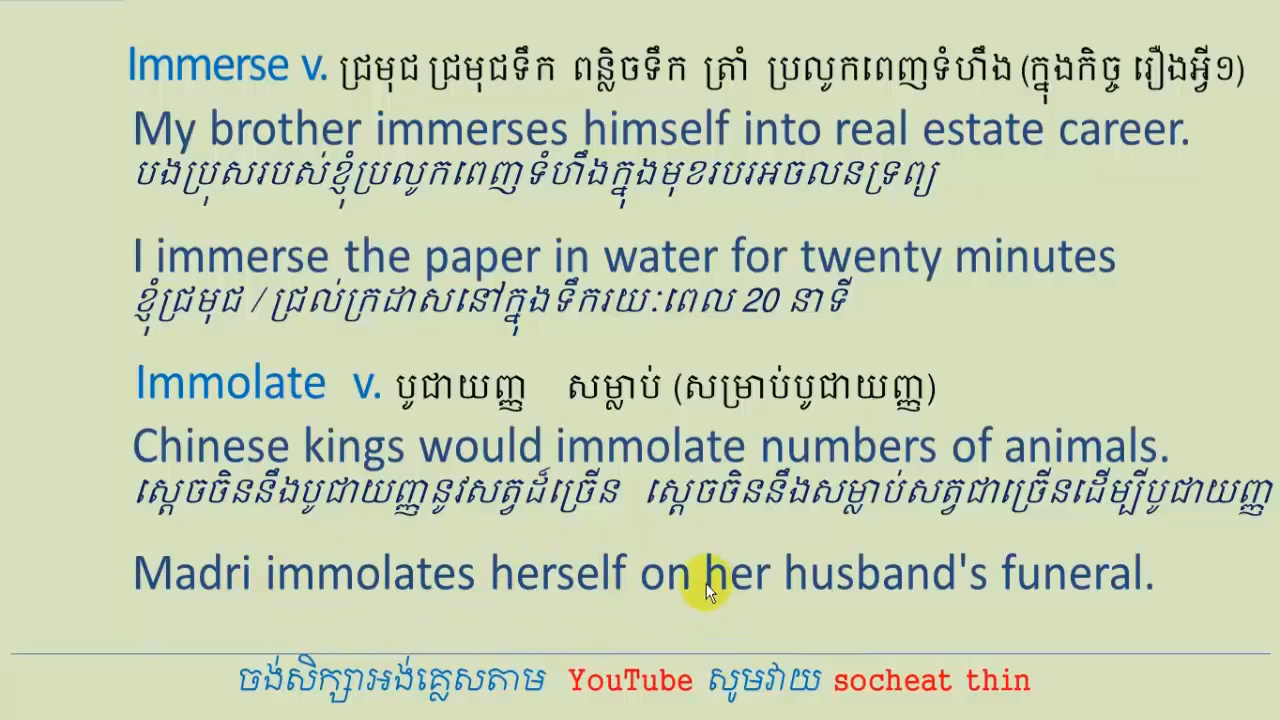 Immerse v. ជ្រមុជ ជ្រមុជទឹក ពន្លិចទឹក ត្រាំ ប្រលូកពេញទំហឹង (ក្នុងកិច្ច រឿងអ្វី១)
My brother immerses himself into real estate career.
បងប្រុសរបស់ខ្ញុំប្រលូកពេញទំហឹងក្នុងមុខរបរអចលនទ្រព្យ
I immerse the paper in water for twenty minutes
ខ្ញុំជ្រមុជ / ជ្រល់ក្រដាសនៅក្នុងទឹករយៈពេល 20 នាទី
Immolate v. បូជាយញ្ញ សម្លាប់ (សម្រាប់បូជាយញ្ញ)
Chinese kings would immolate numbers of animals.
ស្តេចចិននឹងបូជាយញ្ញនូវសត្វដ៏ច្រើន ស្តេចចិននឹងសម្លាប់សត្វជាច្រើនដើម្បីបូជាយញ្ញ
Madri immolates herself on her husband's funeral.
ចង់សិក្សាអង់គ្លេសតាម YouTube សូមវាយ socheat thin